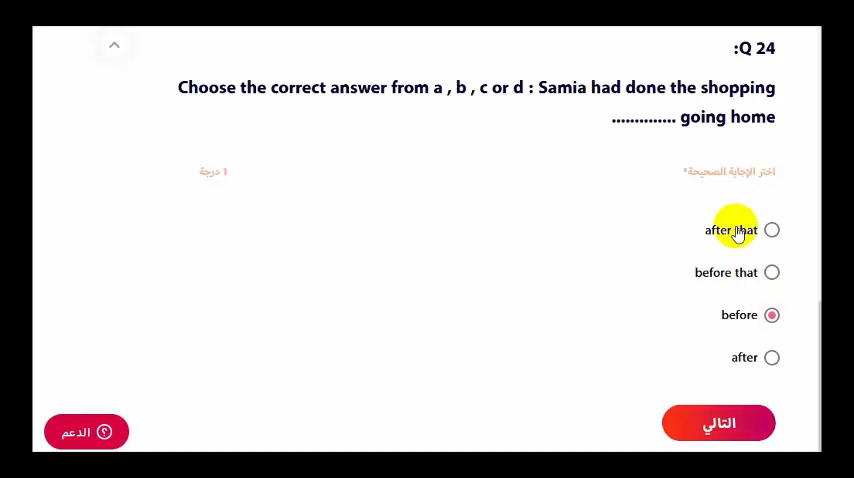 :Q 24
Choose the correct answer from a , b , c or d : Samia had done the shopping
.............. going home
اختر الإجابة الصحيحة*
1 درجة
after that
before that
before
after
التالي
الدعم